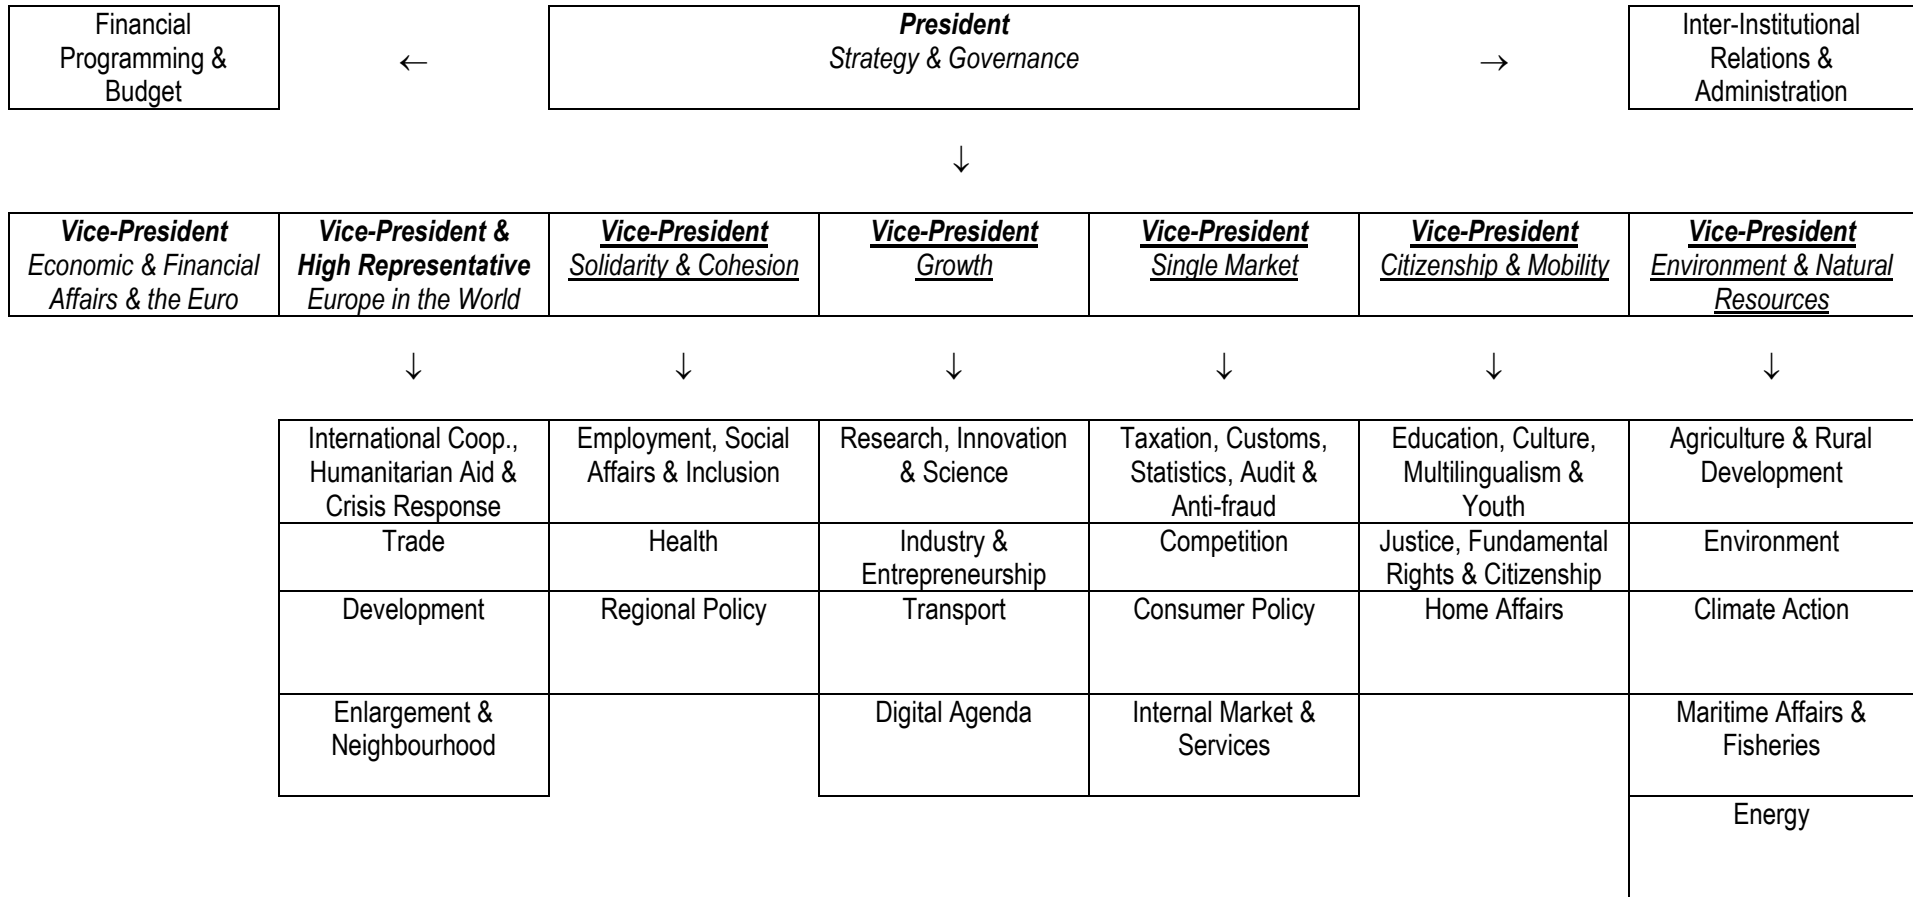 Financial
Programming &
Budget
←
President
Strategy & Governance
→
Inter-Institutional
Relations &
Administration
↓
Vice-President
Economic & Financial
Affairs & the Euro
Vice-President &
High Representative
Europe in the World
Vice-President
Solidarity & Cohesion
Vice-President
Growth
Vice-President
Single Market
Vice-President
Citizenship & Mobility
Vice-President
Environment & Natural
Resources
↓
↓
↓
↓
↓
↓
International Coop.,
Humanitarian Aid &
Crisis Response
Employment, Social
Affairs & Inclusion
Research, Innovation
& Science
Taxation, Customs,
Statistics, Audit &
Anti-fraud
Education, Culture,
Multilingualism &
Youth
Agriculture & Rural
Development
Trade
Health
Industry &
Entrepreneurship
Competition
Justice, Fundamental
Rights & Citizenship
Environment
Development
Regional Policy
Transport
Consumer Policy
Home Affairs
Climate Action
Enlargement &
Neighbourhood
Digital Agenda
Internal Market &
Services
Maritime Affairs &
Fisheries
Energy